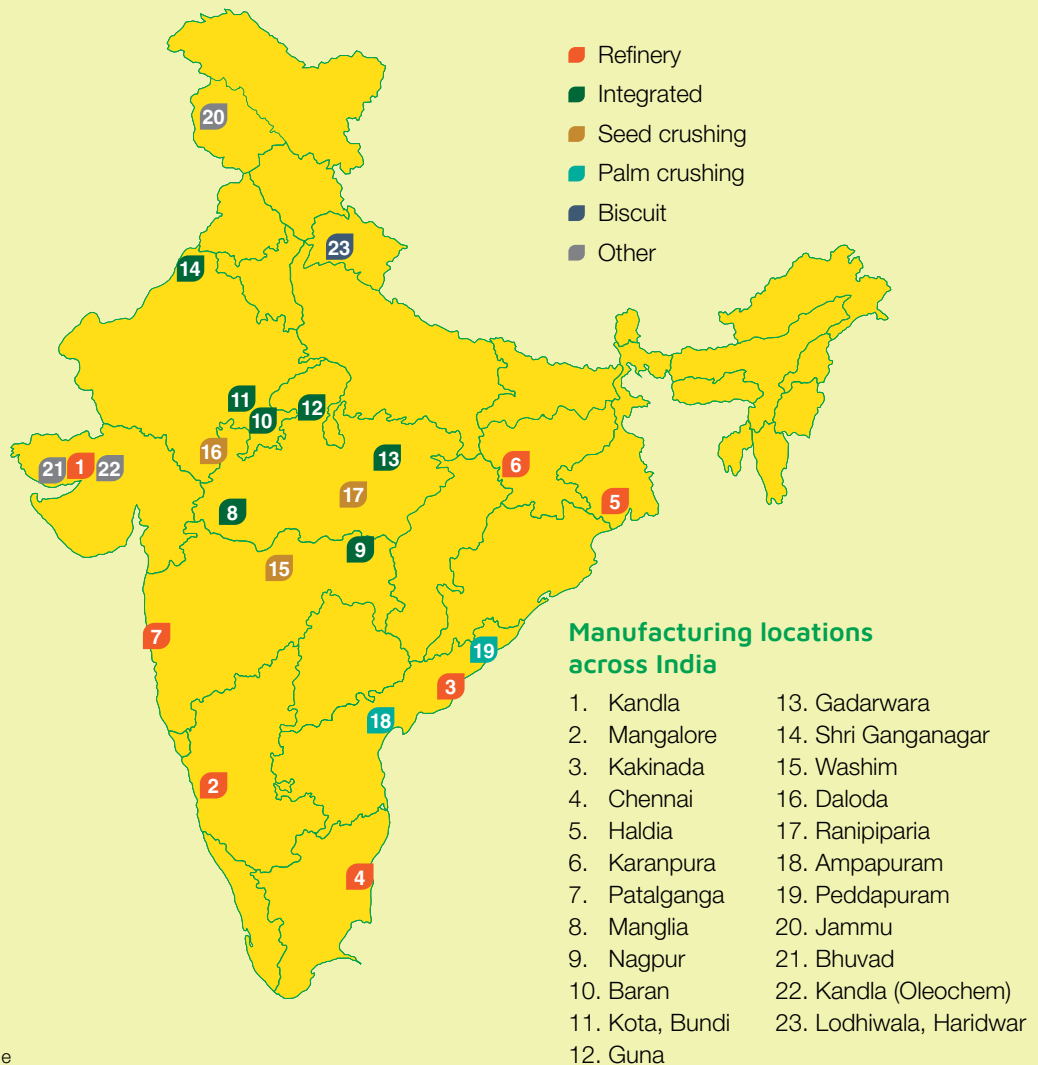 Refinery
Integrated
Seed crushing
Palm crushing
Biscuit
Other
20
23
14
11
10
12
16
13
21
1
22
6
17
5
8
9
15
7
19
3
18
2
4
Manufacturing locations
across India
1. Kandla
2. Mangalore
3. Kakinada
4. Chennai
5. Haldia
6. Karanpura
7. Patalganga
8. Manglia
9. Nagpur
10. Baran
11. Kota, Bundi
12. Guna
13. Gadarwara
14. Shri Ganganagar
15. Washim
16. Daloda
17. Ranipiparia
18. Ampapuram
19. Peddapuram
20. Jammu
21. Bhuvad
22. Kandla (Oleochem)
23. Lodhiwala, Haridwar
e